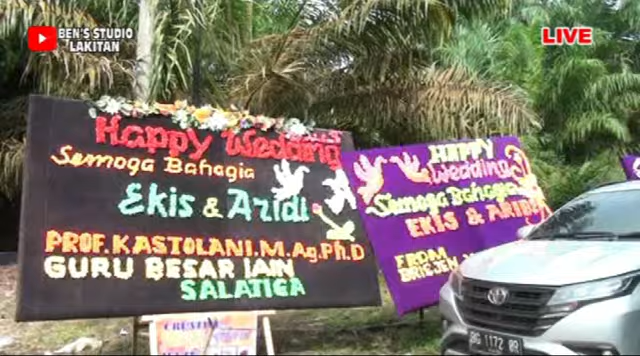 BEN'S STUDIO
LAKITAN
LIVE
Happy Wedding
Semoga Bahagia
Ekis & Aridi
PROF. KASTOLANI.M.Ag.Ph.D
GURU BESAR IAIN
SALATIGA
HAPPY
Wedding
Semoga Bahagia
EKIS & ARIDI
FROM